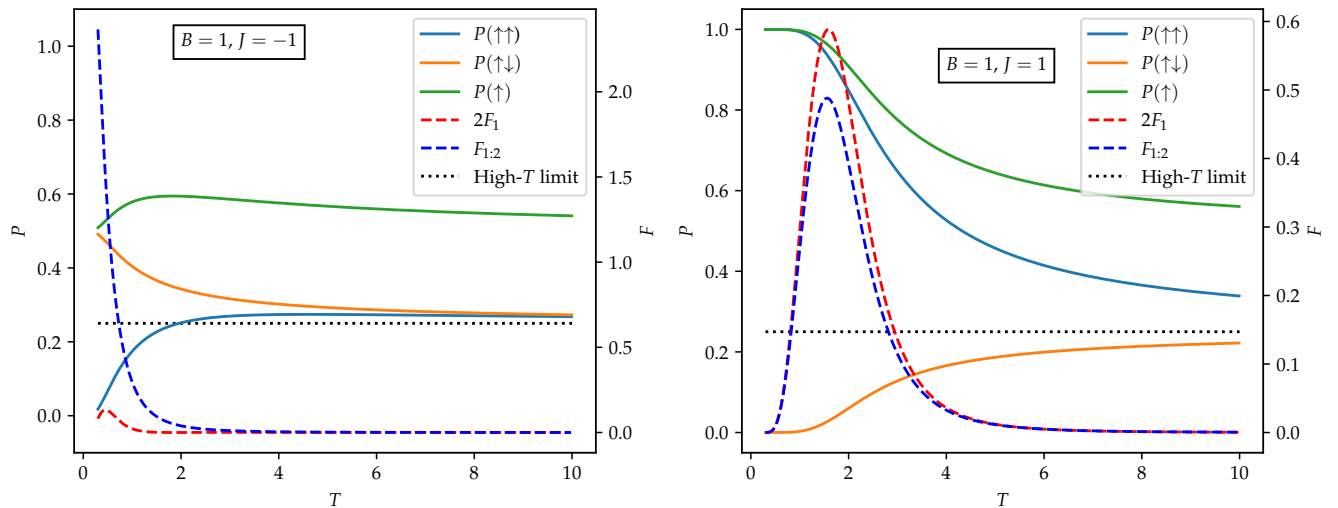 B = 1, J = −1
P(↑↑)
P(↑↓)
P(↑)
2F₁
F₁:₂
High-T limit
1.0
0.8
0.6
0.4
0.2
0.0
P
2.0
1.5
1.0
0.5
0.0
F
0 2 4 6 8 10
T
B = 1, J = 1
P(↑↑)
P(↑↓)
P(↑)
2F₁
F₁:₂
High-T limit
1.0
0.8
0.6
0.4
0.2
0.0
P
0.6
0.5
0.4
0.3
0.2
0.1
0.0
F
0 2 4 6 8 10
T